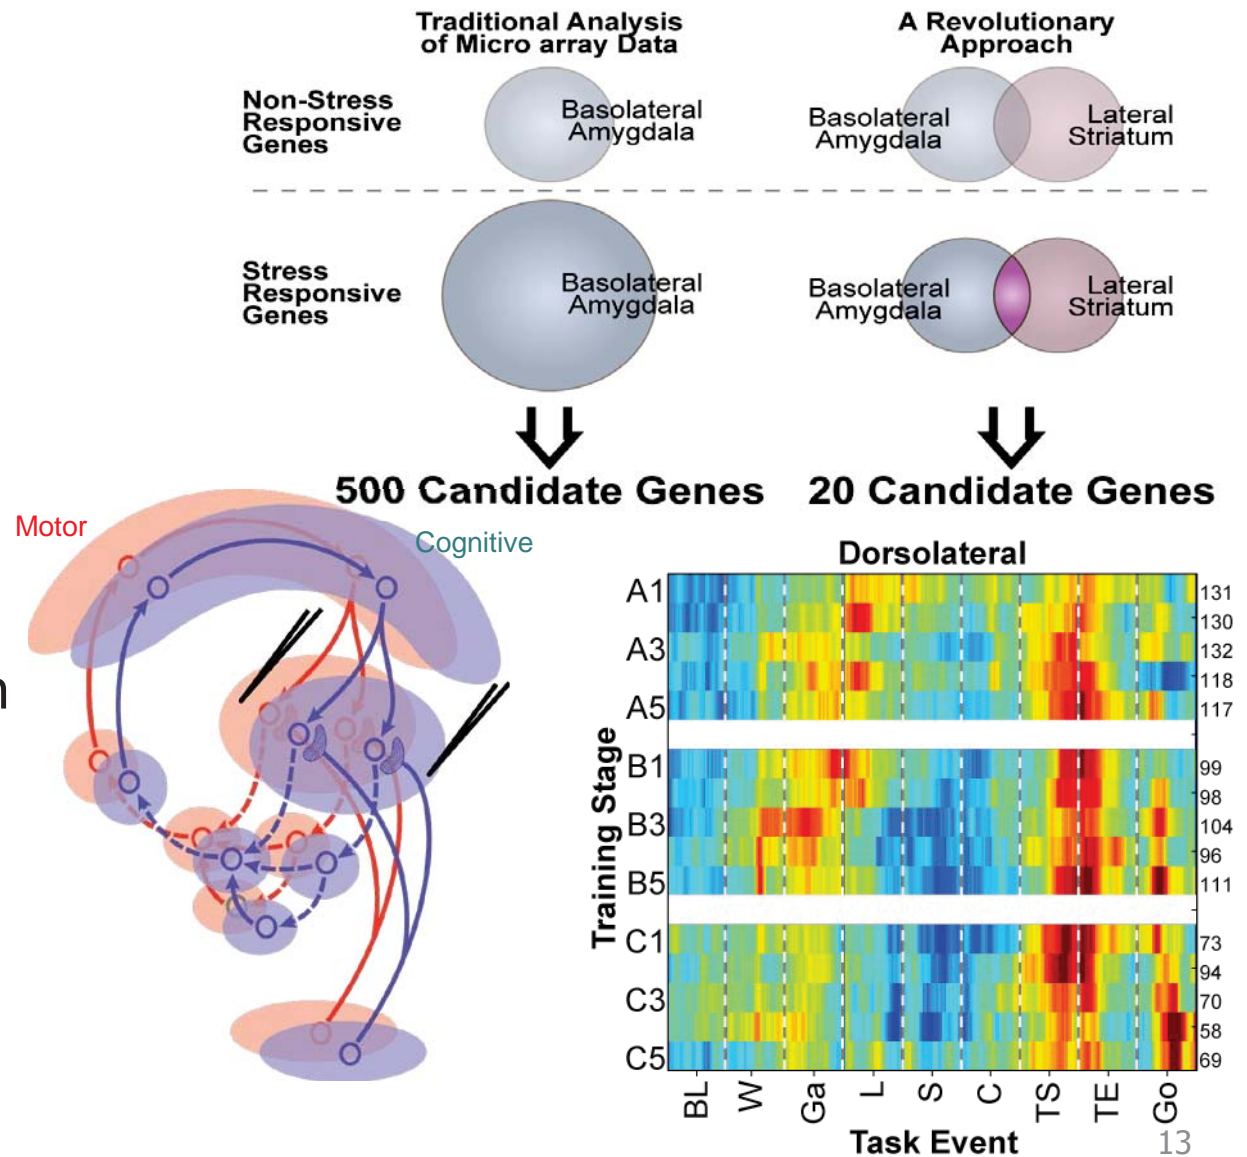 Traditional Analysis
of Micro array Data
A Revolutionary
Approach
Non-Stress
Responsive
Genes
Basolateral
Amygdala
Basolateral
Amygdala
Lateral
Striatum
Stress
Responsive
Genes
Basolateral
Amygdala
Basolateral
Amygdala
Lateral
Striatum
500 Candidate Genes
20 Candidate Genes
Motor
Cognitive
n
Dorsolateral
Training Stage
A1
A3
A5
B1
B3
B5
C1
C3
C5
131
130
132
118
117
99
98
104
96
111
73
94
70
58
69
BL
W
Ga
L
S
C
TS
TE
Go
Task Event
13